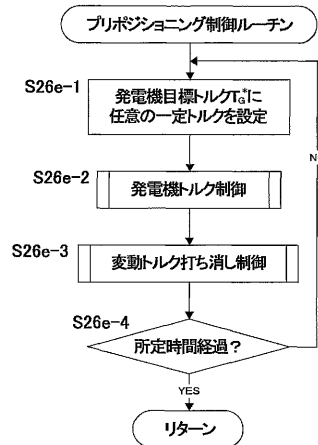 プリポジショニング制御ルーチン
S26e-1
発電機目標トルクTG*に
任意の一定トルクを設定
N
S26e-2
発電機トルク制御
S26e-3
変動トルク打ち消し制御
S26e-4
所定時間経過?
YES
リターン